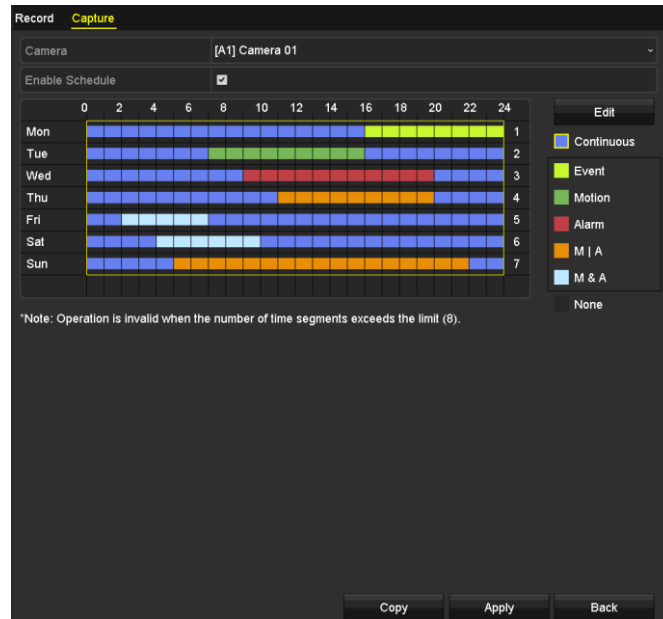 Record Capture
Camera [A1] Camera 01
Enable Schedule
0 2 4 6 8 10 12 14 16 18 20 22 24
Edit
Mon 1
Continuous
Tue 2
Wed 3
Event
Thu 4
Motion
Fri 5
Alarm
Sat 6
M | A
Sun 7
M & A
None
*Note: Operation is invalid when the number of time segments exceeds the limit (8).
Copy Apply Back